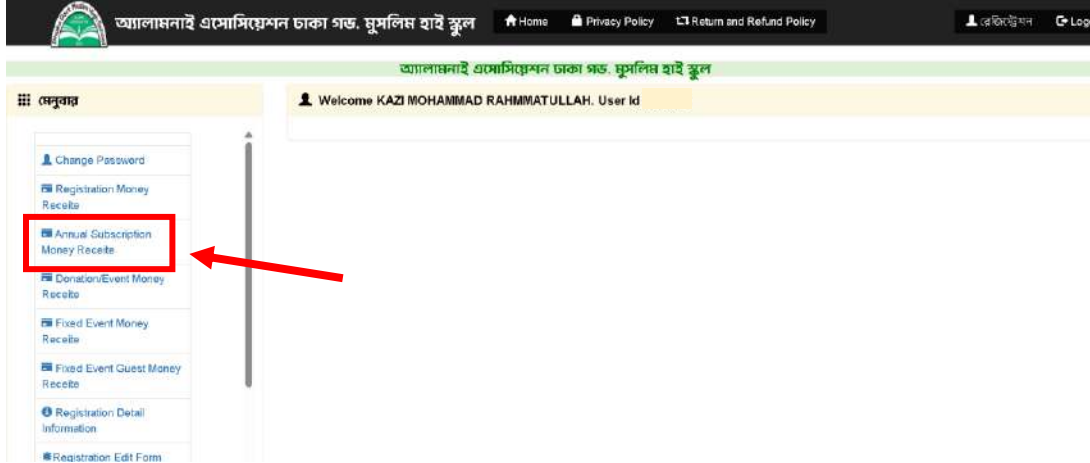 অ্যালামনাই এসোসিয়েশন ঢাকা গভ. মুসলিম হাই স্কুল Home Privacy Policy Return and Refund Policy রেজিস্ট্রেশন Log
অ্যালামনাই এসোসিয়েশন ঢাকা গভ. মুসলিম হাই স্কুল
মেনুবার
Welcome KAZI MOHAMMAD RAHMMATULLAH. User Id
Change Password
Registration Money
Receite
Annual Subscription
Money Receite
Donation/Event Money
Receite
Fixed Event Money
Receite
Fixed Event Guest Money
Receite
Registration Detail
Information
Registration Edit Form